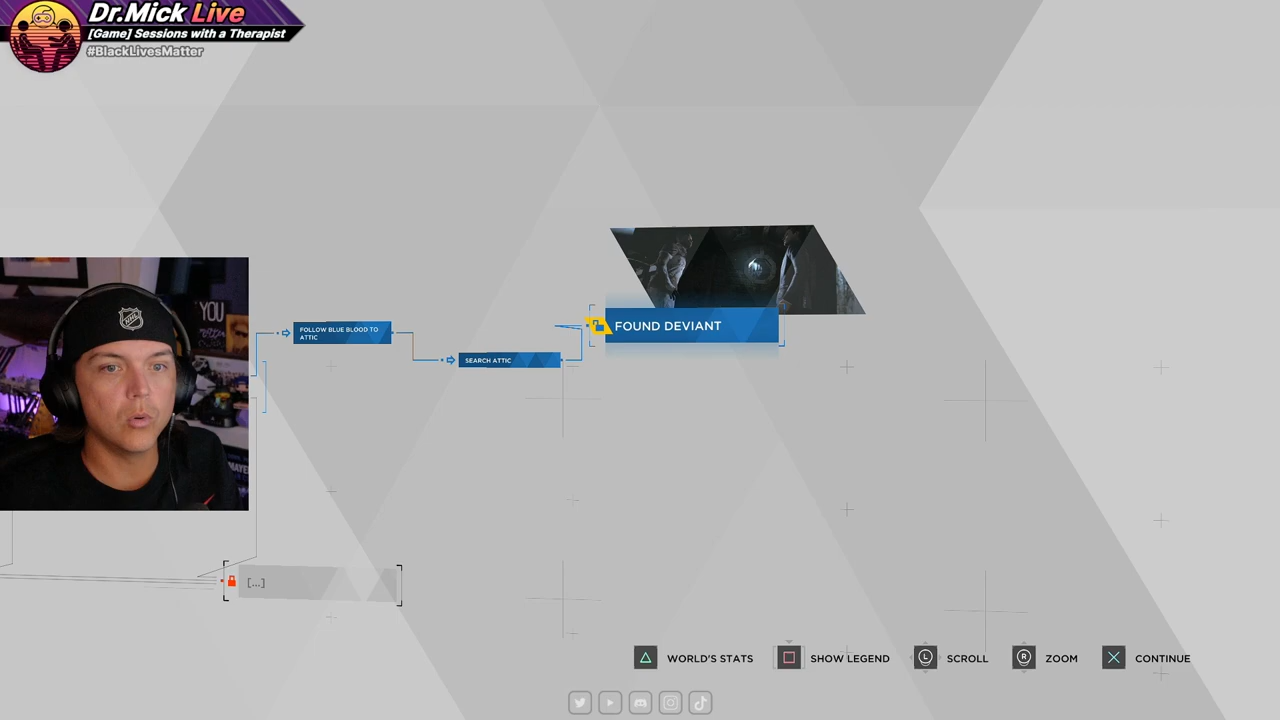 Dr.Mick Live
[Game] Sessions with a Therapist
#BlackLivesMatter
YOU
FOLLOW BLUE BLOOD TO
ATTIC
SEARCH ATTIC
FOUND DEVIANT
[...]
WORLD'S STATS
SHOW LEGEND
L
SCROLL
R
ZOOM
CONTINUE